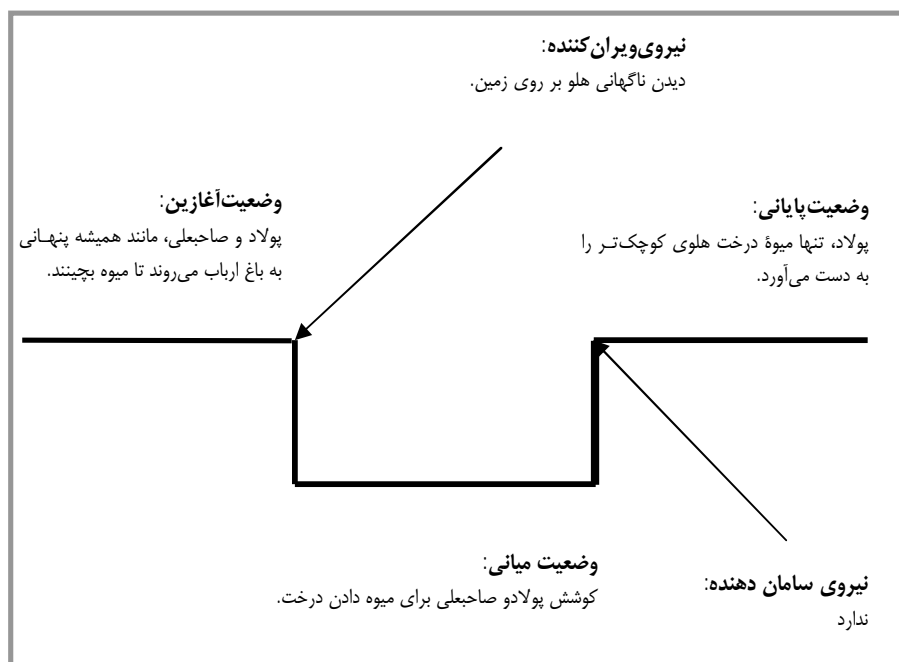 نیروی‌ویران‌کننده:
دیدن ناگهانی هلو بر روی زمین.
وضعیت‌آغازین:
پولاد و صاحبعلی، مانند همیشه پنهـانی
به باغ ارباب می‌روند تا میوه بچینند.
وضعیت‌پایانی:
پولاد، تنها میوۀ درخت هلوی کوچک‌تـر را
به دست می‌آورد.
وضعیت میانی:
کوشش پولادو صاحبعلی برای میوه دادن درخت.
نیروی سامان دهنده:
ندارد